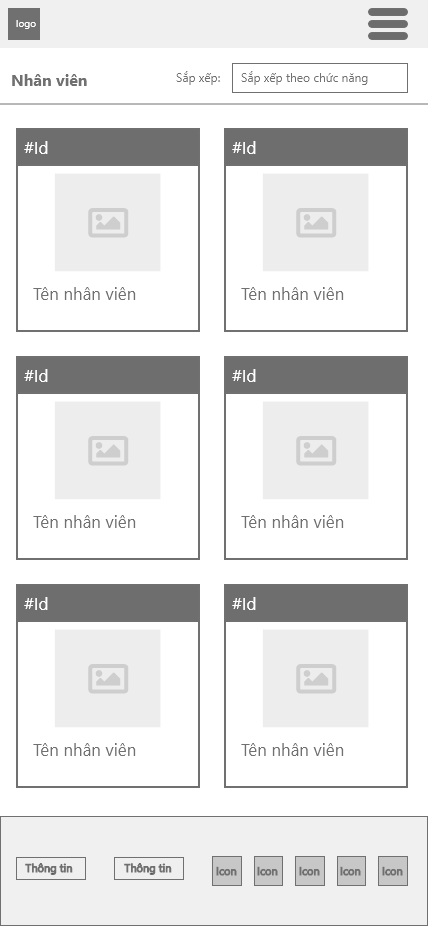 logo
Nhân viên
Sắp xếp:
Sắp xếp theo chức năng
#Id
#Id
Tên nhân viên
Tên nhân viên
#Id
#Id
Tên nhân viên
Tên nhân viên
#Id
#Id
Tên nhân viên
Tên nhân viên
Thông tin
Thông tin
Icon
Icon
Icon
Icon
Icon